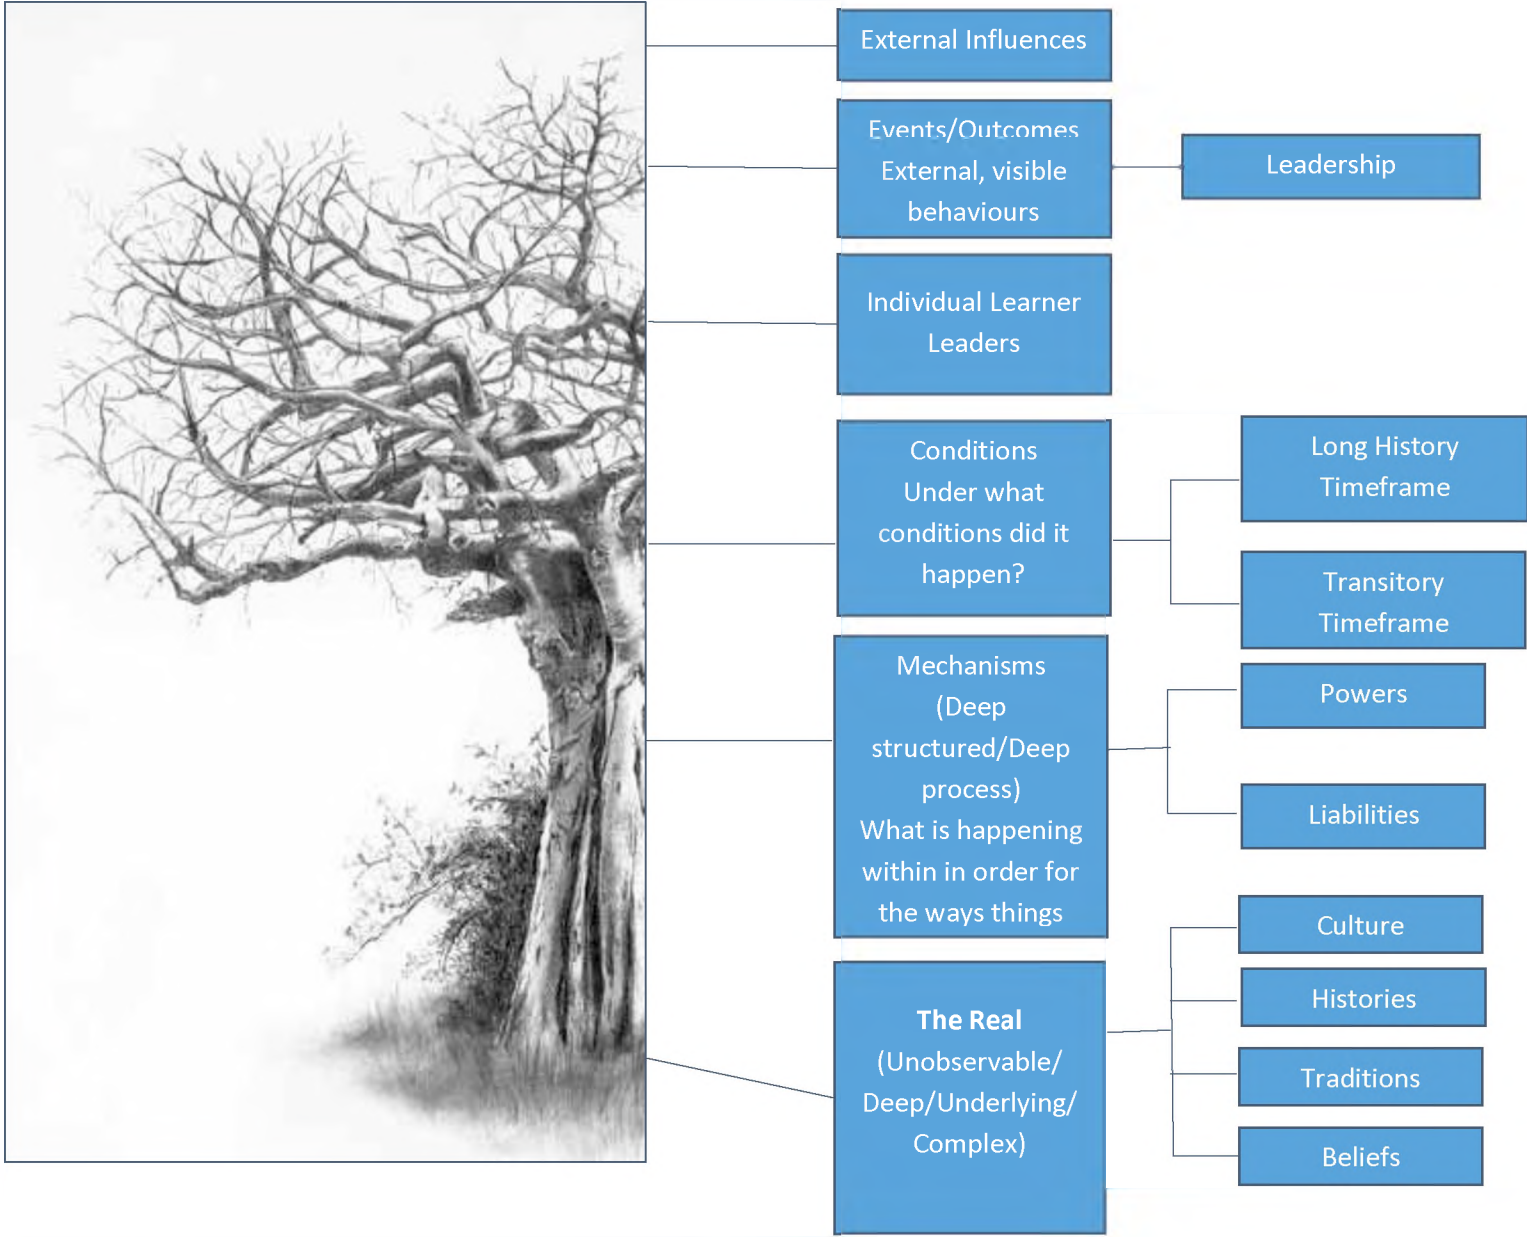 External Influences
Events/Outcomes
External, visible
behaviours
Leadership
Individual Learner
Leaders
Conditions
Under what
conditions did it
happen?
Long History
Timeframe
Transitory
Timeframe
Mechanisms
(Deep
structured/Deep
process)
What is happening
within in order for
the ways things
Powers
Liabilities
The Real
(Unobservable/
Deep/Underlying/
Complex)
Culture
Histories
Traditions
Beliefs